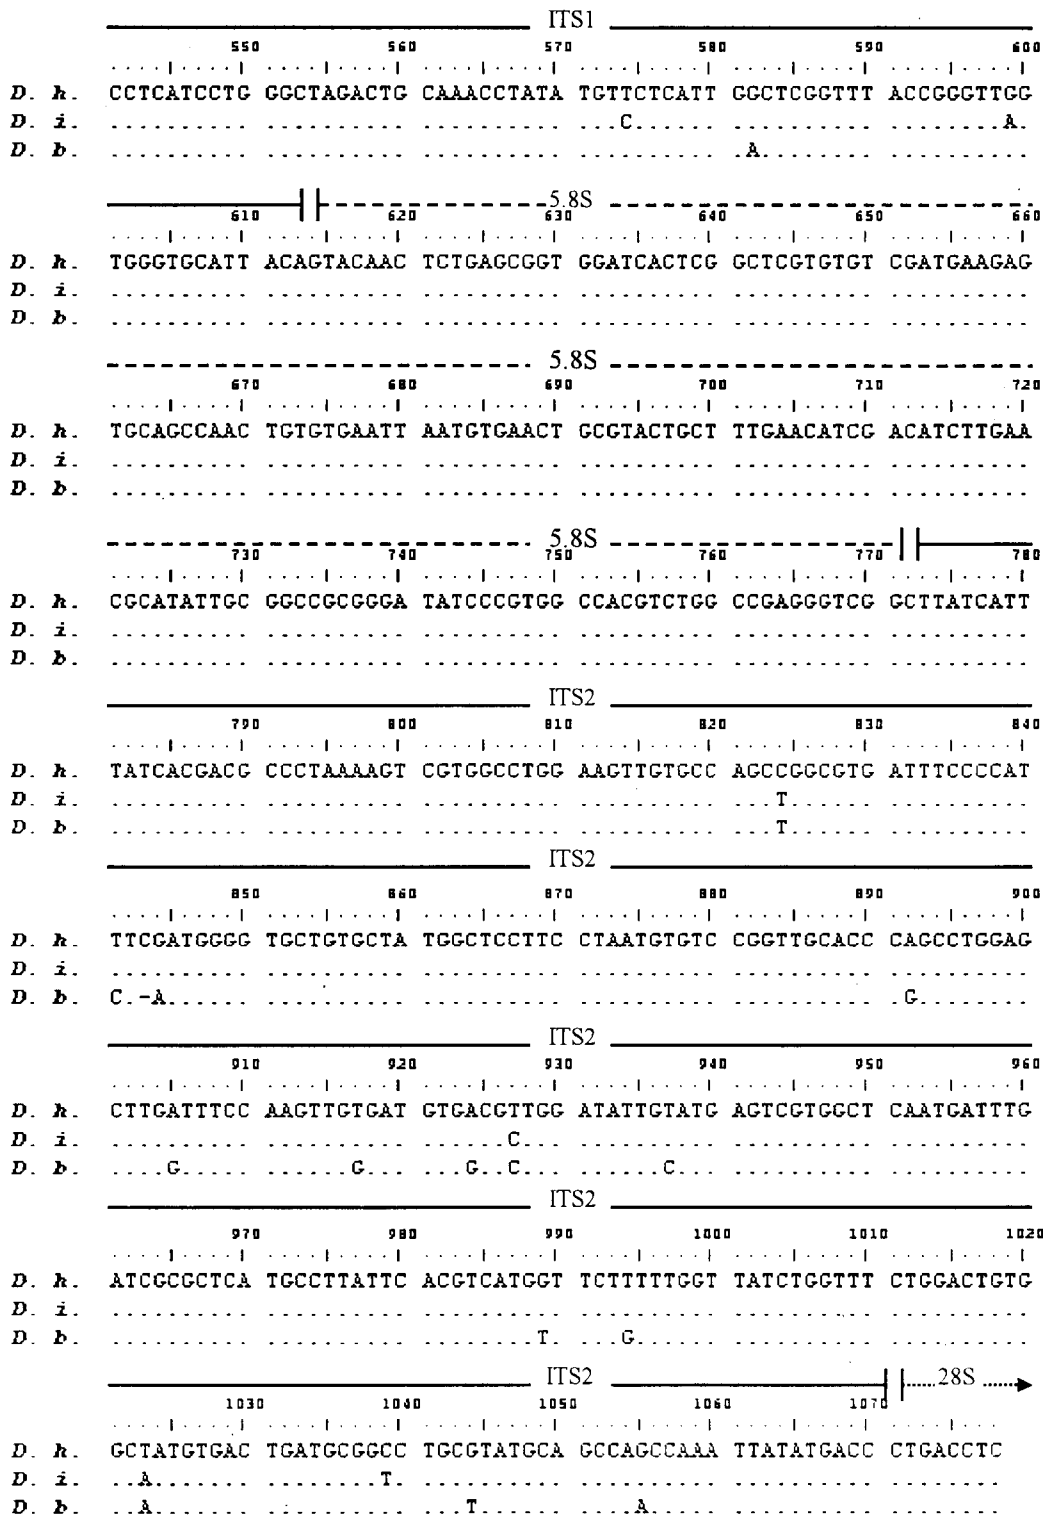 ITS1
550 560 570 580 590 600
D. h. CCTCATCCTG GGCTAGACTG CAAACCTATA TGTTCTCATT GGCTCGGTTT ACCGGGTTGG
D. i. .......... .......... .......... ...C...... .......... ........A.
D. b. .......... .......... .......... .......... ..A....... ..........
5.8S
610 620 630 640 650 660
D. h. TGGGTGCATT ACAGTACAAC TCTGAGCGGT GGATCACTCG GCTCGTGTGT CGATGAAGAG
D. i. .......... .......... .......... .......... .......... ..........
D. b. .......... .......... .......... .......... .......... ..........
5.8S
670 680 690 700 710 720
D. h. TGCAGCCAAC TGTGTGAATT AATGTGAACT GCGTACTGCT TTGAACATCG ACATCTTGAA
D. i. .......... .......... .......... .......... .......... ..........
D. b. .......... .......... .......... .......... .......... ..........
5.8S
730 740 750 760 770 780
D. h. CGCATATTGC GGCCGCGGGA TATCCCGTGG CCACGTCTGG CCGAGGGTCG GCTTATCATT
D. i. .......... .......... .......... .......... .......... ..........
D. b. .......... .......... .......... .......... .......... ..........
ITS2
790 800 810 820 830 840
D. h. TATCACGACG CCCTAAAAGT CGTGGCCTGG AAGTTGTGCC AGCCGGCGTG ATTTCCCCAT
D. i. .......... .......... .......... .......... ....T..... ..........
D. b. .......... .......... .......... .......... ....T..... ..........
ITS2
850 860 870 880 890 900
D. h. TTCGATGGGG TGCTGTGCTA TGGCTCCTTC CTAATGTGTC CGGTTGCACC CAGCCTGGAG
D. i. .......... .......... .......... .......... .......... ..........
D. b. C.-A...... .......... .......... .......... .......... ..G.......
ITS2
910 920 930 940 950 960
D. h. CTTGATTTCC AAGTTGTGAT GTGACGTTGG ATATTGTATG AGTCGTGGCT CAATGATTTG
D. i. .......... .......... .......C.. .......... .......... ..........
D. b. ....G..... .......G.. ....G..C.. .......C.. .......... ..........
ITS2
970 980 990 1000 1010 1020
D. h. ATCGCGCTCA TGCCTTATTC ACGTCATGGT TCTTTTTGGT TATCTGGTTT CTGGACTGTG
D. i. .......... .......... .......... .......... .......... ..........
D. b. .......... .......... ........T. ....G..... .......... ..........
ITS2 28S
1030 1040 1050 1060 1070
D. h. GCTATGTGAC TGATGCGGCC TGCGTATGCA GCCAGCCAAA TTATATGACC CTGACCTC
D. i. ..A....... ........T. .......... .......... .......... ........
D. b. ..A....... .......... ....T..... .....A.... .......... ........